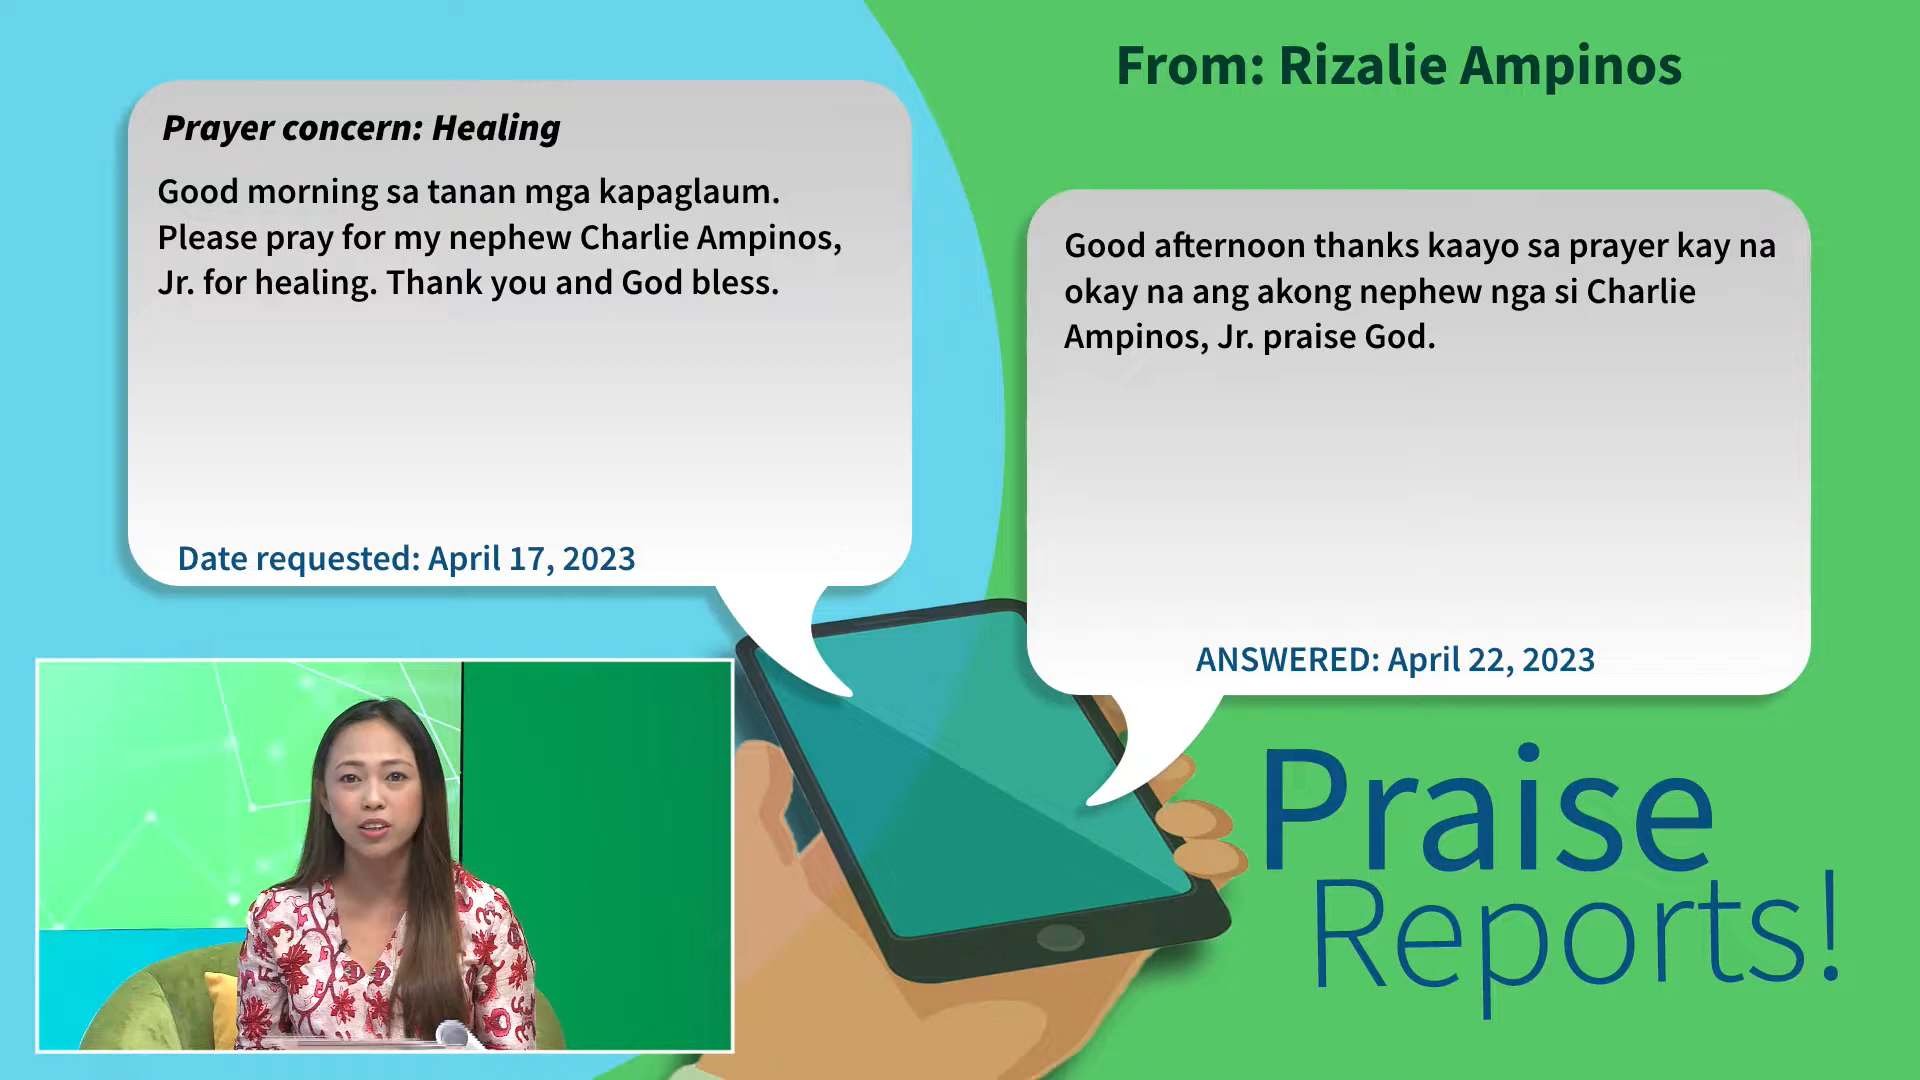 From: Rizalie Ampinos
Prayer concern: Healing
Good morning sa tanan mga kapaglaum.
Please pray for my nephew Charlie Ampinos,
Jr. for healing. Thank you and God bless.
Date requested: April 17, 2023
Good afternoon thanks kaayo sa prayer kay na
okay na ang akong nephew nga si Charlie
Ampinos, Jr. praise God.
ANSWERED: April 22, 2023
Praise
Reports!